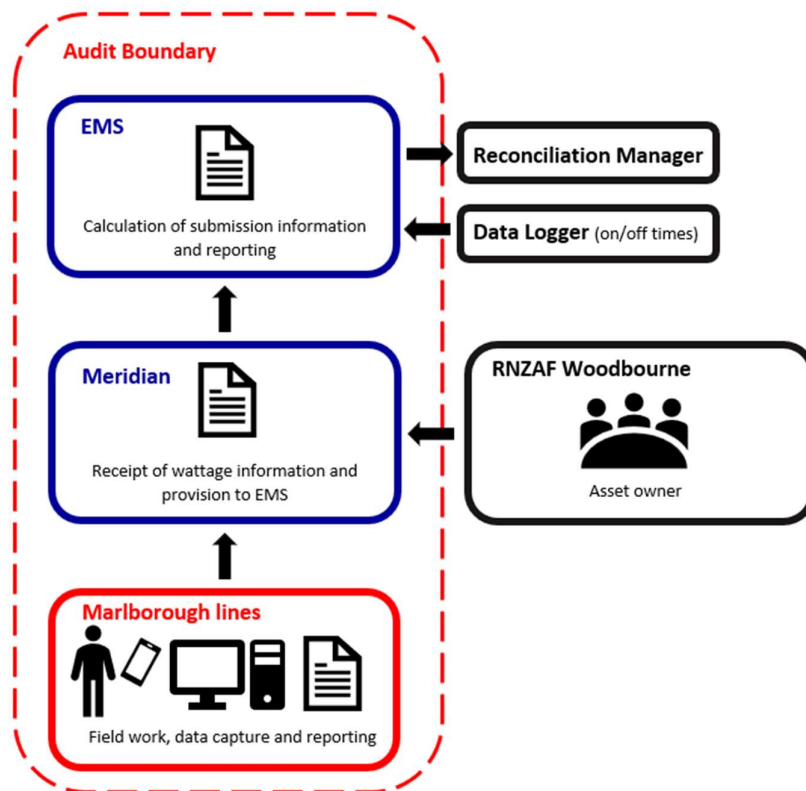 Audit Boundary
EMS
Calculation of submission information
and reporting
Reconciliation Manager
Data Logger (on/off times)
Meridian
Receipt of wattage information and
provision to EMS
RNZAF Woodbourne
Asset owner
Marlborough lines
Field work, data capture and reporting